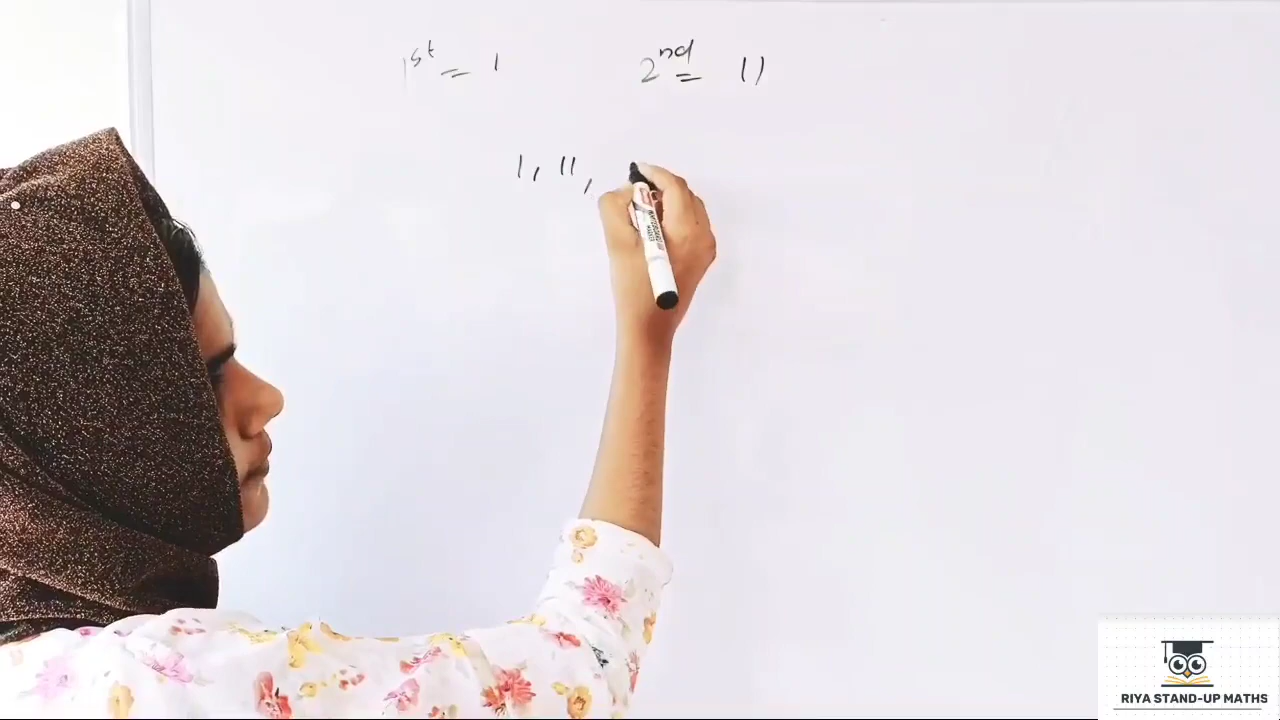 1st = 1 2nd = 11
1, 11,
RIYA STAND-UP MATHS